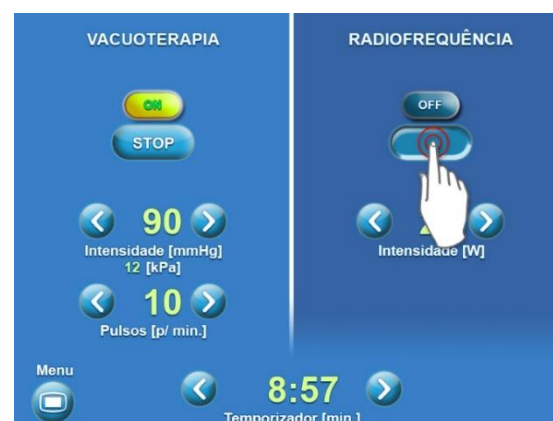 VACUOTERAPIA
ON
STOP
90
Intensidade [mmHg]
12 [kPa]
10
Pulsos [p/ min.]
RADIOFREQUÊNCIA
OFF
Intensidade [W]
Menu
8:57
Temporizador [min.]